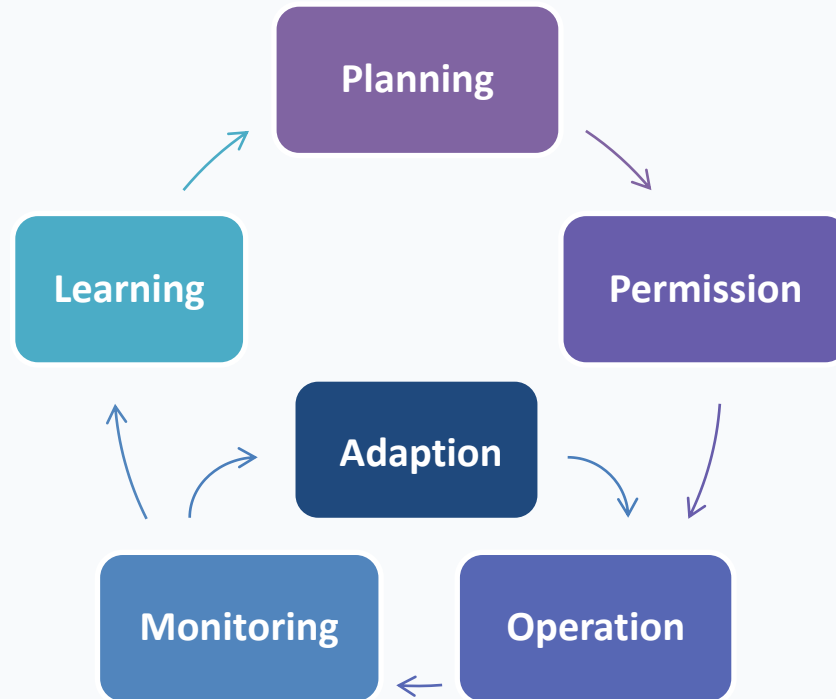 Planning
Learning
Permission
Adaption
Monitoring
Operation